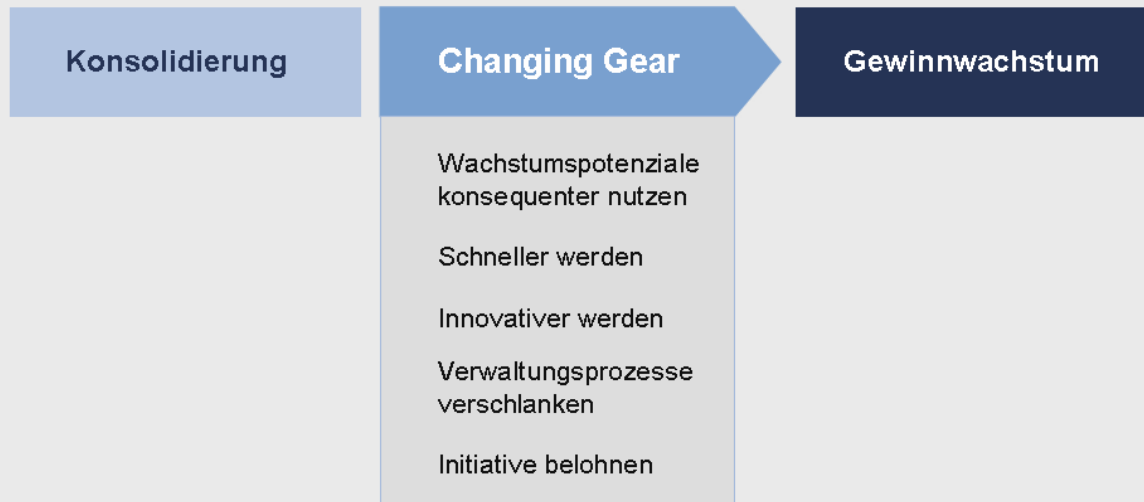 Konsolidierung
Changing Gear
Gewinnwachstum
Wachstumspotenziale
konsequenter nutzen
Schneller werden
Innovativer werden
Verwaltungsprozesse
verschlanken
Initiative belohnen